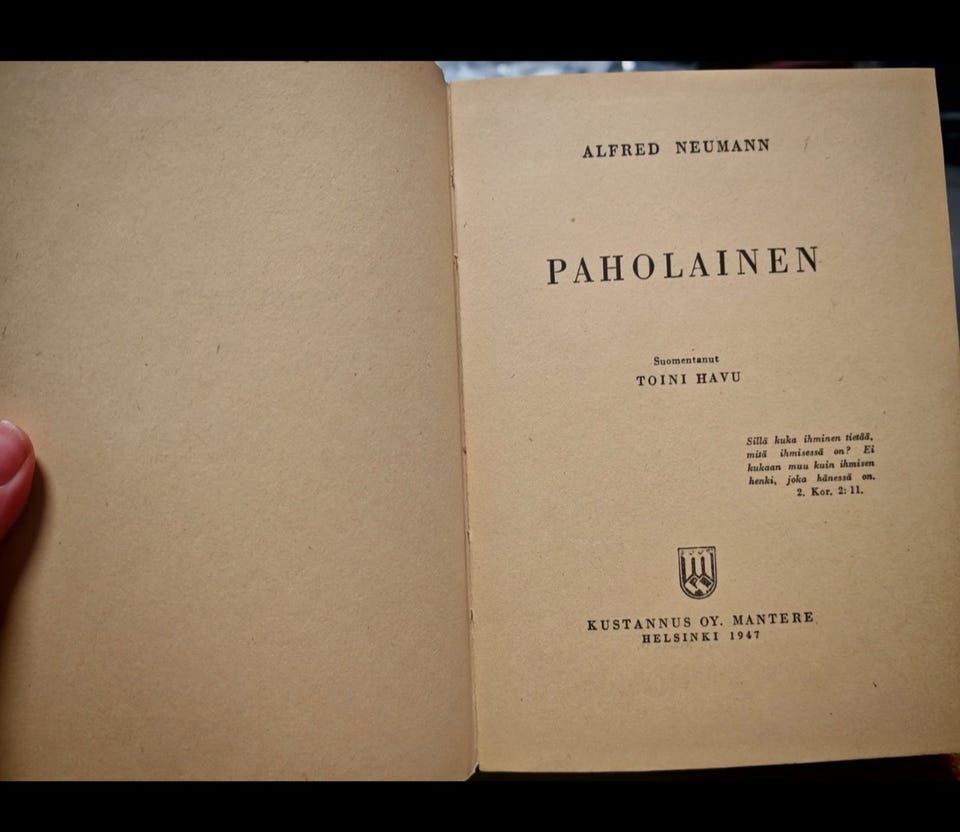 ALFRED NEUMANN
PAHOLAINEN
Suomentanut
TOINI HAVU
Sillä kuka ihminen tietää,
mitä ihmisessä on? Ei
kukaan muu kuin ihmisen
henki, joka hänessä on.
2. Kor. 2: 11.
KUSTANNUS OY. MANTERE
HELSINKI 1947